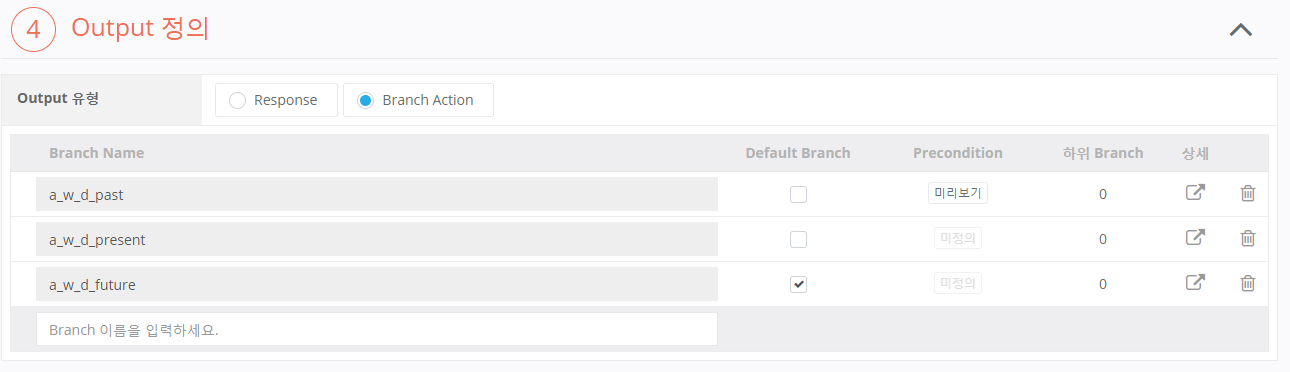 4 Output 정의
Output 유형 Response Branch Action
Branch Name Default Branch Precondition 하위 Branch 상세
a_w_d_past 미리보기 0
a_w_d_present 미정의 0
a_w_d_future 미정의 0
Branch 이름을 입력하세요.